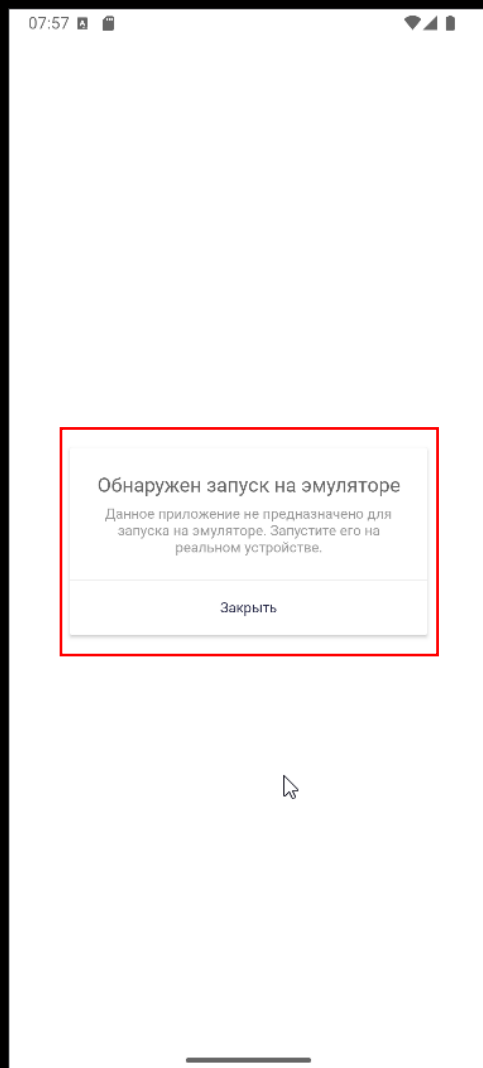 07:57
Обнаружен запуск на эмуляторе
Данное приложение не предназначено для
запуска на эмуляторе. Запустите его на
реальном устройстве.
Закрыть